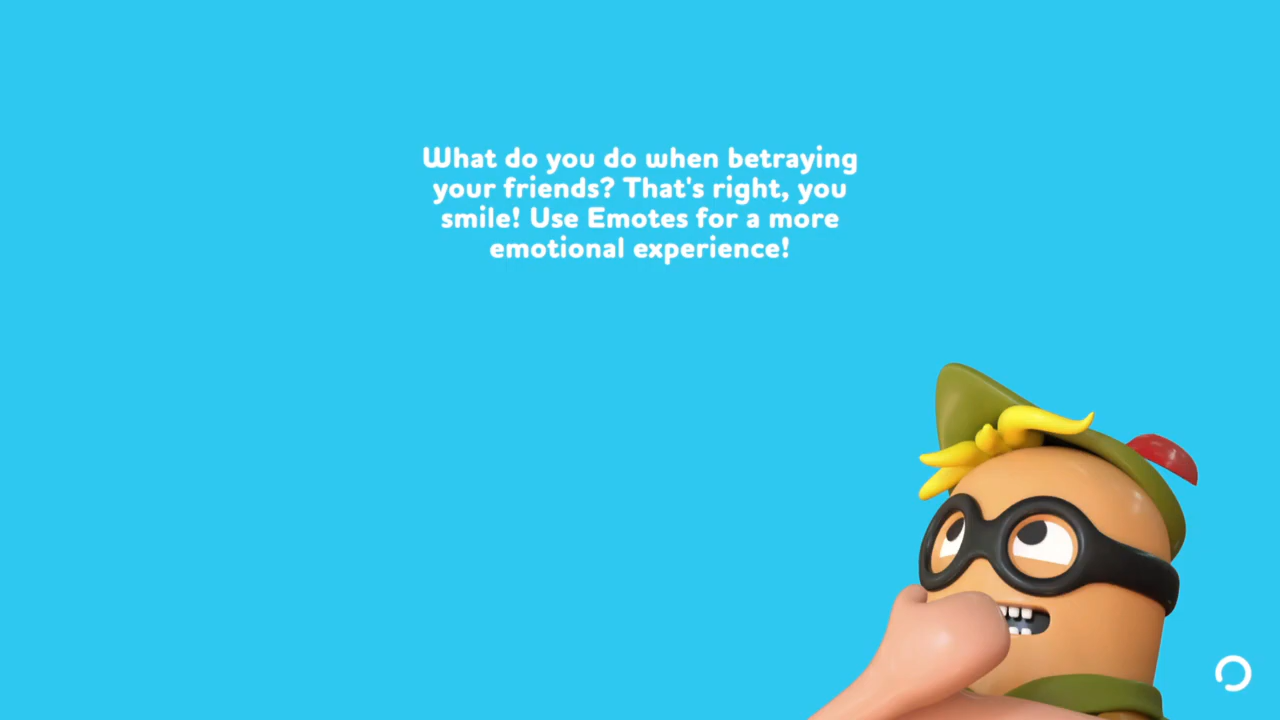 What do you do when betraying
your friends? That's right, you
smile! Use Emotes for a more
emotional experience!